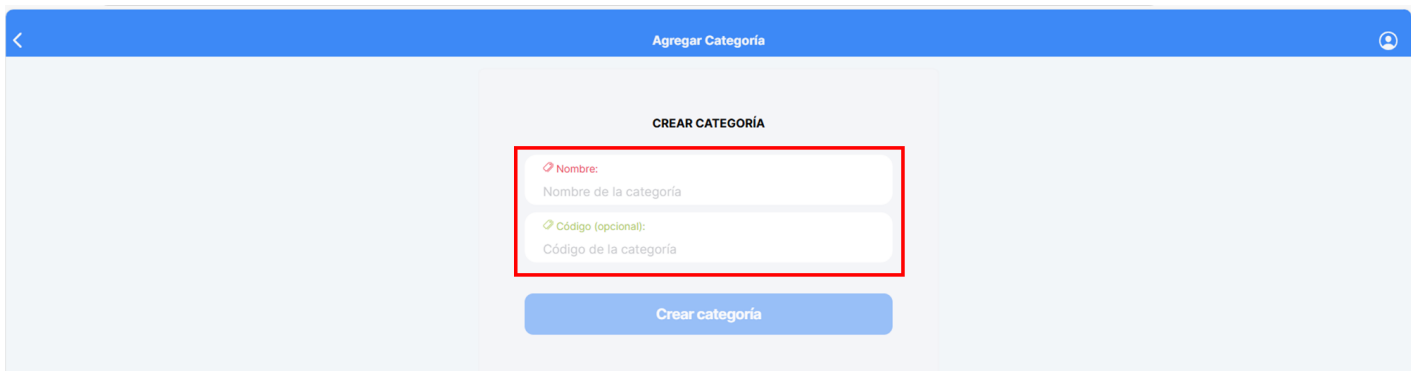 Agregar Categoría
CREAR CATEGORÍA
Nombre:
Nombre de la categoría
Código (opcional):
Código de la categoría
Crear categoría